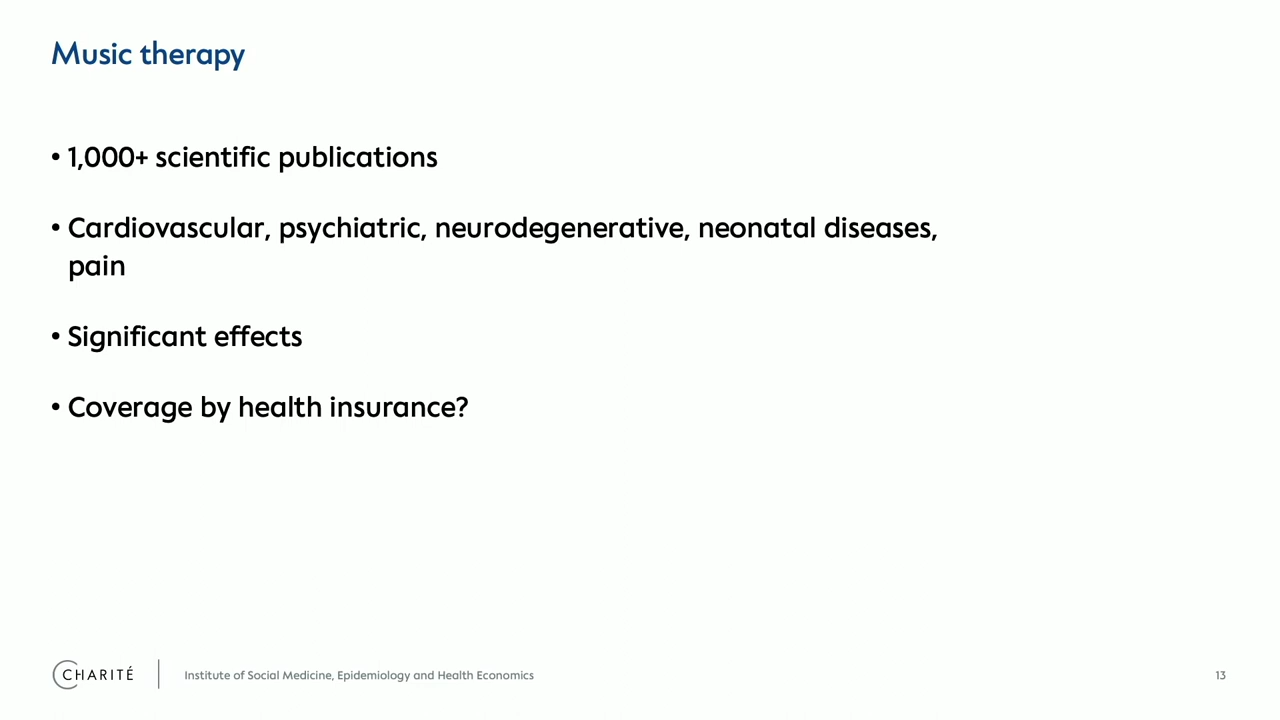 Music therapy
• 1,000+ scientific publications
• Cardiovascular, psychiatric, neurodegenerative, neonatal diseases,
pain
• Significant effects
• Coverage by health insurance?
CHARITÉ
Institute of Social Medicine, Epidemiology and Health Economics
13